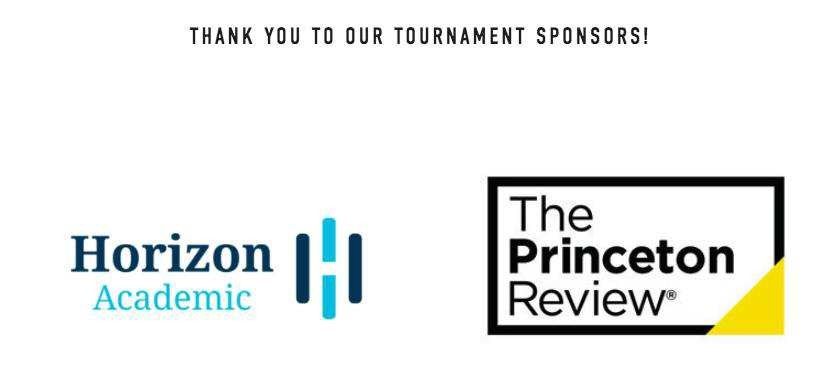 THANK YOU TO OUR TOURNAMENT SPONSORS!
Horizon
Academic
The
Princeton
Review®